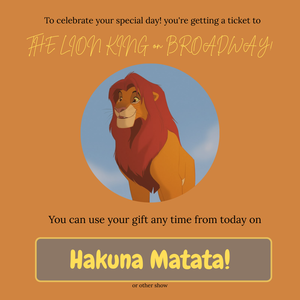 To celebrate your special day! you're getting a ticket to
THE LION KING on BROADWAY!
You can use your gift any time from today on
Hakuna Matata!
or other show